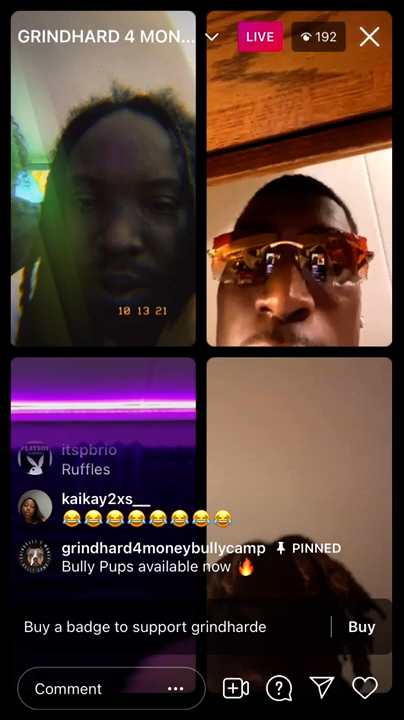 GRINDHARD 4 MON...
LIVE
192
10 13 21
PLAYBOY
itspbrio
Ruffles
kaikay2xs__
😂😂😂😂😂😂😂😂
grindhard4moneybullycamp PINNED
Bully Pups available now 🔥
Buy a badge to support grindharde
Buy
Comment